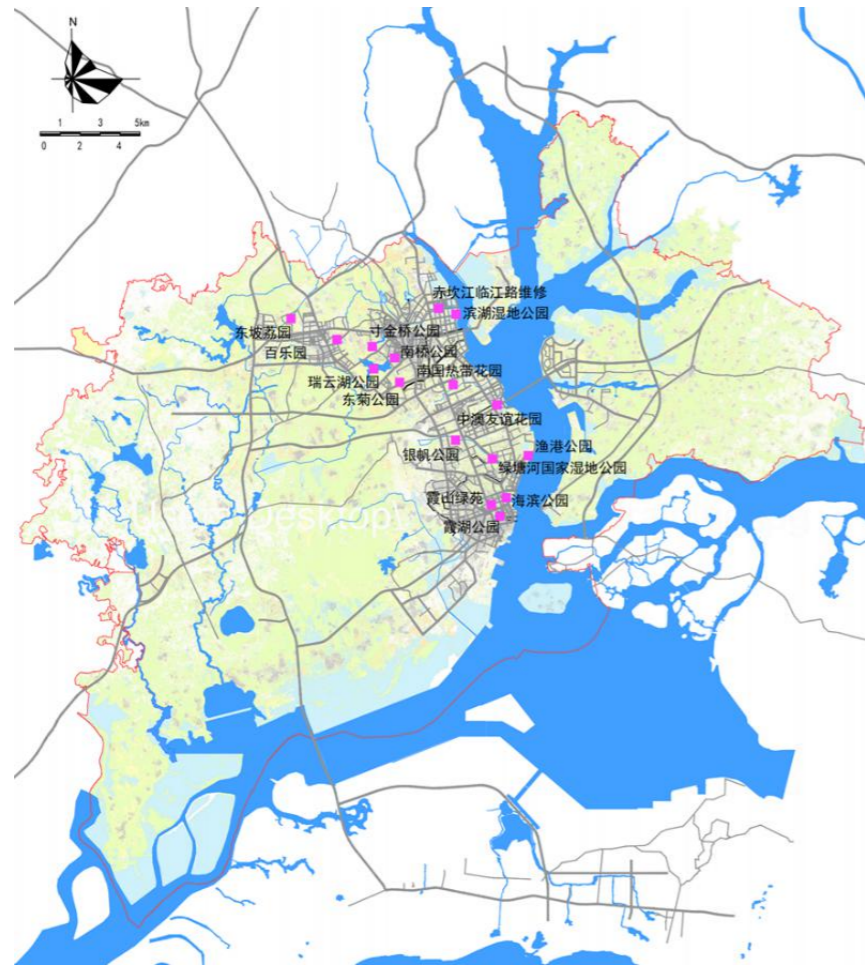 N
1 3 5km
0 2 4
赤坎江临江路维修
滨湖湿地公园
东坡荔园
寸金桥公园
百乐园
南桥公园
南国热带花园
瑞云湖公园
东菊公园
中澳友谊花园
银帆公园
渔港公园
绿塘河国家湿地公园
霞山绿苑
海滨公园
霞湖公园